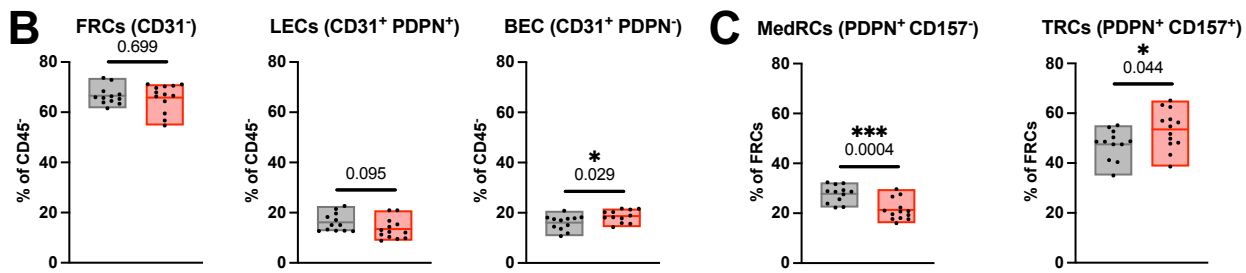 B
FRCs (CD31⁻)
0.699
% of CD45⁻
80
60
40
20
0
LECs (CD31⁺ PDPN⁺)
0.095
% of CD45⁻
80
60
40
20
0
BEC (CD31⁺ PDPN⁻)
*
0.029
% of CD45⁻
80
60
40
20
0
C
MedRCs (PDPN⁺ CD157⁻)
***
0.0004
% of FRCs
80
60
40
20
0
TRCs (PDPN⁺ CD157⁺)
*
0.044
% of FRCs
80
60
40
20
0